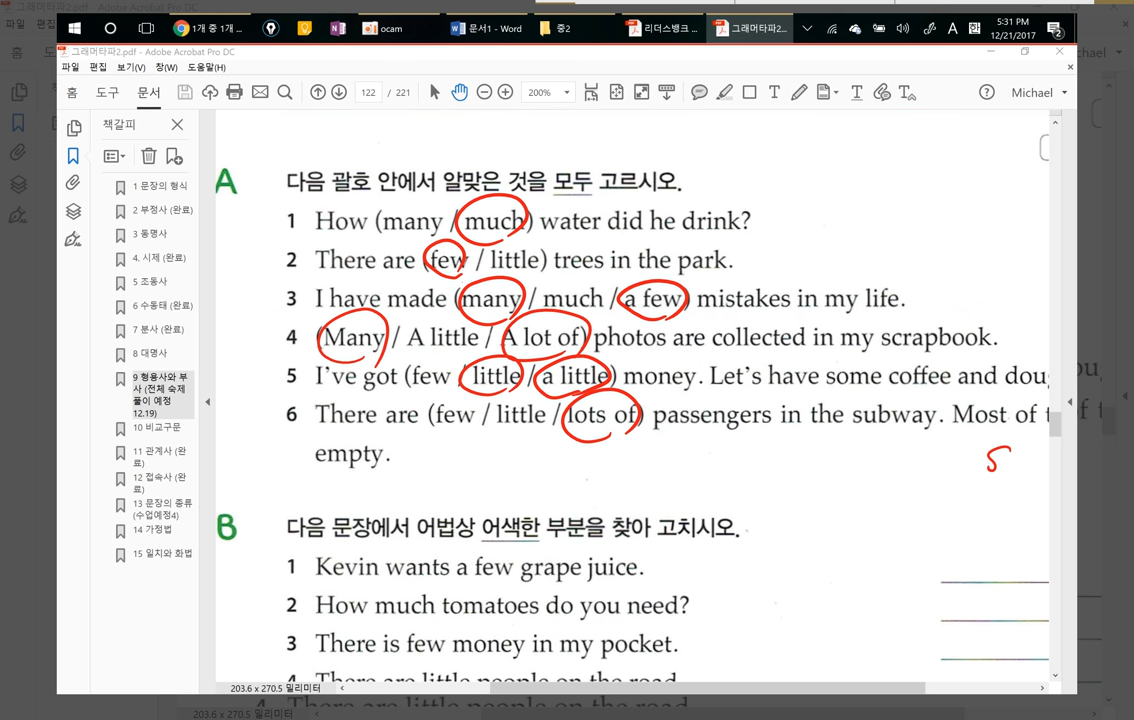 1개 중 1개 ...
ocam
문서1 - Word
중2
리더스뱅크 ...
그래머타파2...
A
한
5:31 PM
12/21/2017
2
그래머타파2.pdf - Adobe Acrobat Pro DC
파일 편집 보기(V) 창(W) 도움말(H)
홈 도구 문서
122 / 221
200%
Michael
책갈피
1 문장의 형식
2 부정사 (완료)
3 동명사
4. 시제 (완료)
5 조동사
6 수동태 (완료)
7 분사 (완료)
8 대명사
9 형용사와 부
사 (전체 숙제
풀이 예정
12.19)
10 비교구문
11 관계사 (완
료)
12 접속사 (완
료)
13 문장의 종류
(수업예정4)
14 가정법
15 일치와 화법
A 다음 괄호 안에서 알맞은 것을 모두 고르시오.
1 How (many / much) water did he drink?
2 There are (few / little) trees in the park.
3 I have made (many / much / a few) mistakes in my life.
4 (Many / A little / A lot of) photos are collected in my scrapbook.
5 I've got (few / little / a little) money. Let's have some coffee and dou
6 There are (few / little / lots of) passengers in the subway. Most of t
empty.
B 다음 문장에서 어법상 어색한 부분을 찾아 고치시오.
1 Kevin wants a few grape juice.
2 How much tomatoes do you need?
3 There is few money in my pocket.
4 There are little people on the road.
203.6 x 270.5 밀리미터